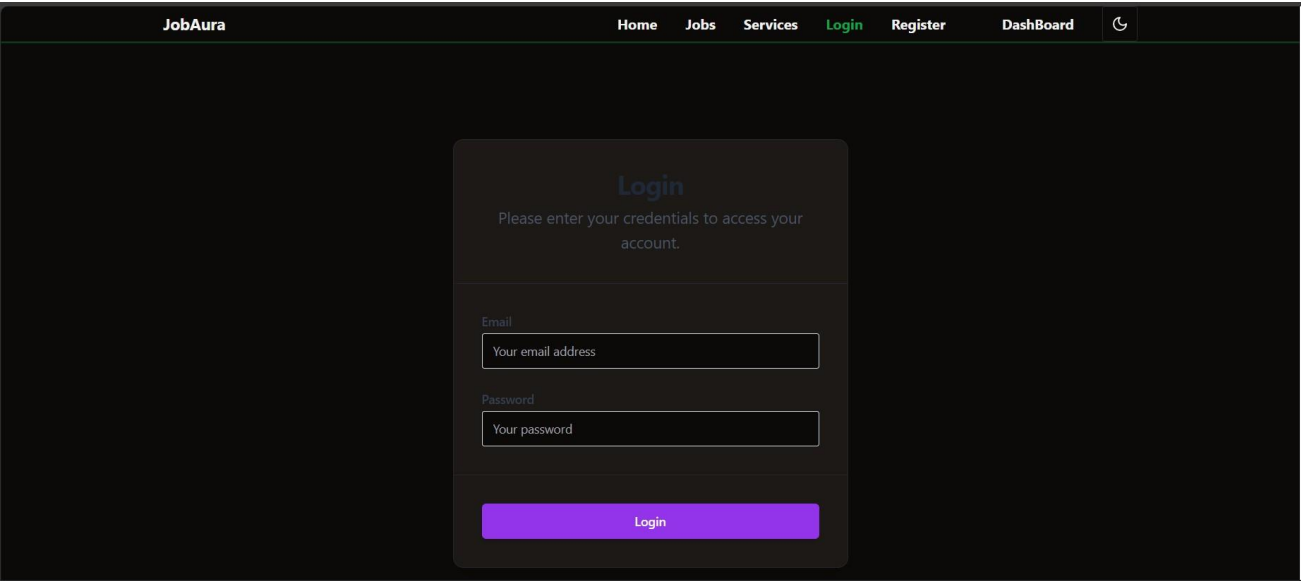 JobAura Home Jobs Services Login Register DashBoard
Login
Please enter your credentials to access your
account.
Email
Your email address
Password
Your password
Login